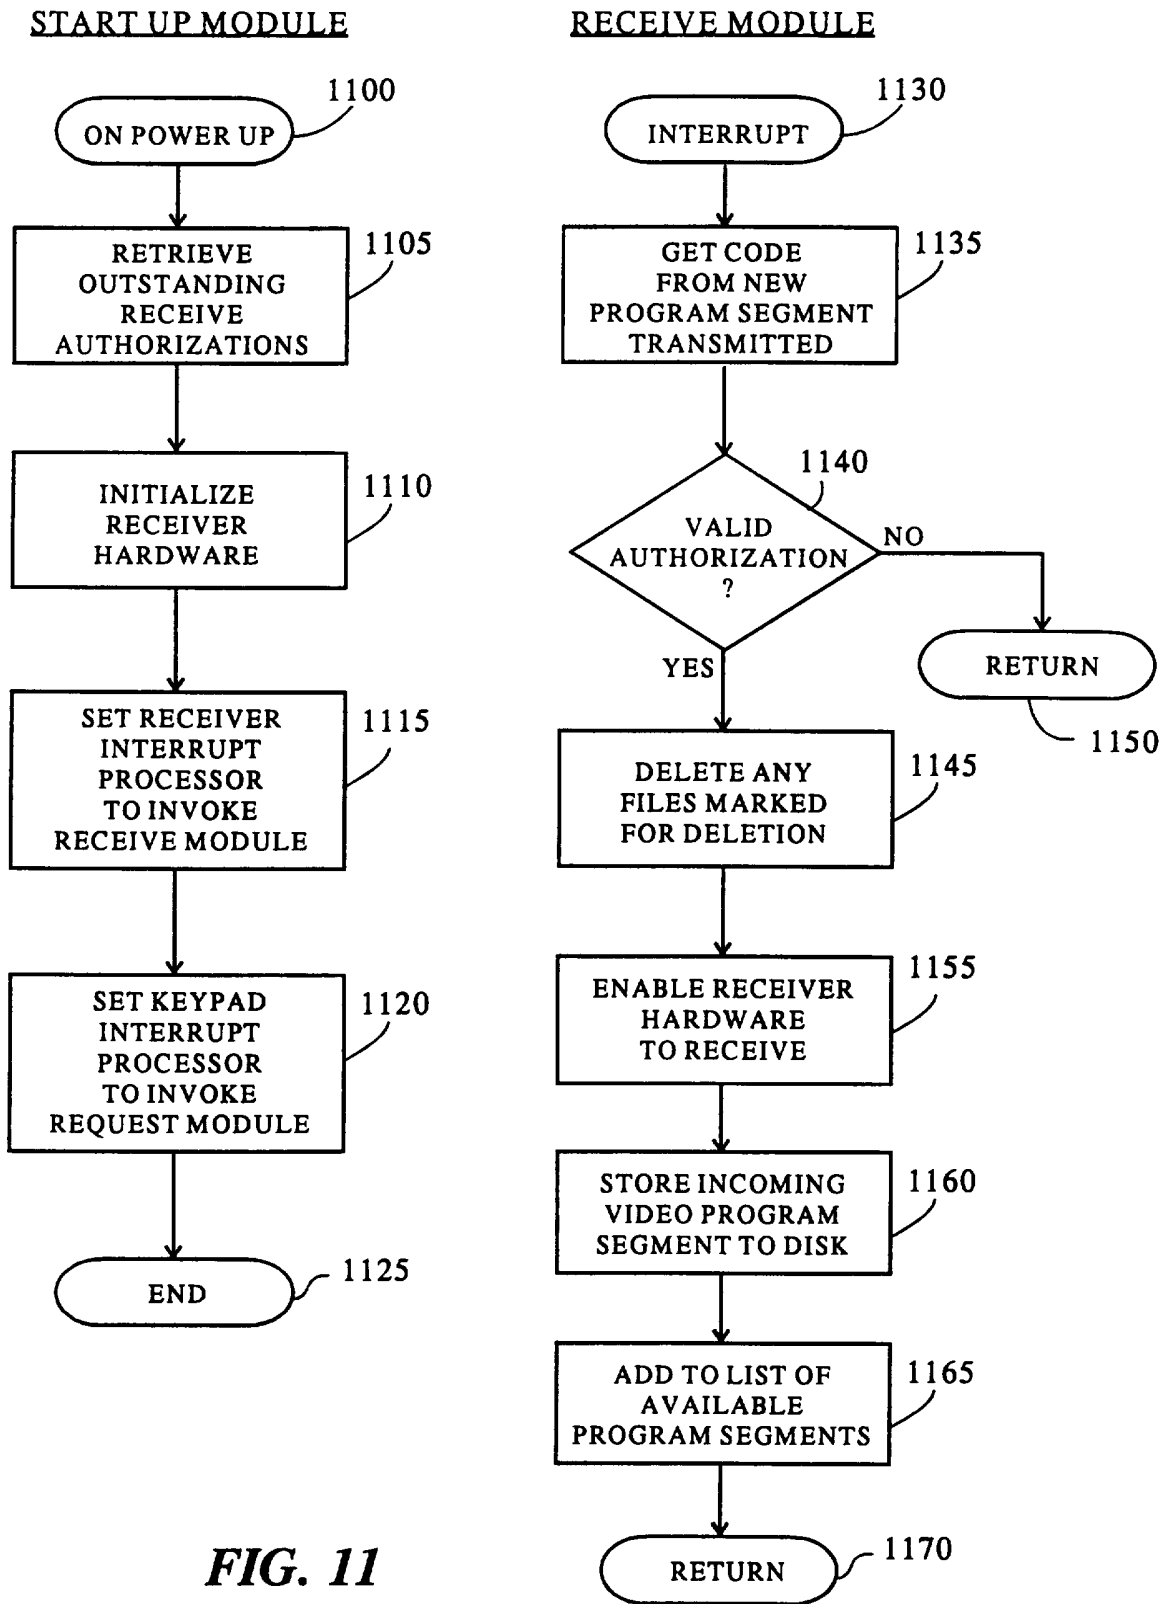 START UP MODULE
ON POWER UP
1100
RETRIEVE
OUTSTANDING
RECEIVE
AUTHORIZATIONS
1105
INITIALIZE
RECEIVER
HARDWARE
1110
SET RECEIVER
INTERRUPT
PROCESSOR
TO INVOKE
RECEIVE MODULE
1115
SET KEYPAD
INTERRUPT
PROCESSOR
TO INVOKE
REQUEST MODULE
1120
END
1125
RECEIVE MODULE
INTERRUPT
1130
GET CODE
FROM NEW
PROGRAM SEGMENT
TRANSMITTED
1135
VALID
AUTHORIZATION
?
1140
NO
RETURN
1150
YES
DELETE ANY
FILES MARKED
FOR DELETION
1145
ENABLE RECEIVER
HARDWARE
TO RECEIVE
1155
STORE INCOMING
VIDEO PROGRAM
SEGMENT TO DISK
1160
ADD TO LIST OF
AVAILABLE
PROGRAM SEGMENTS
1165
RETURN
1170
FIG. 11